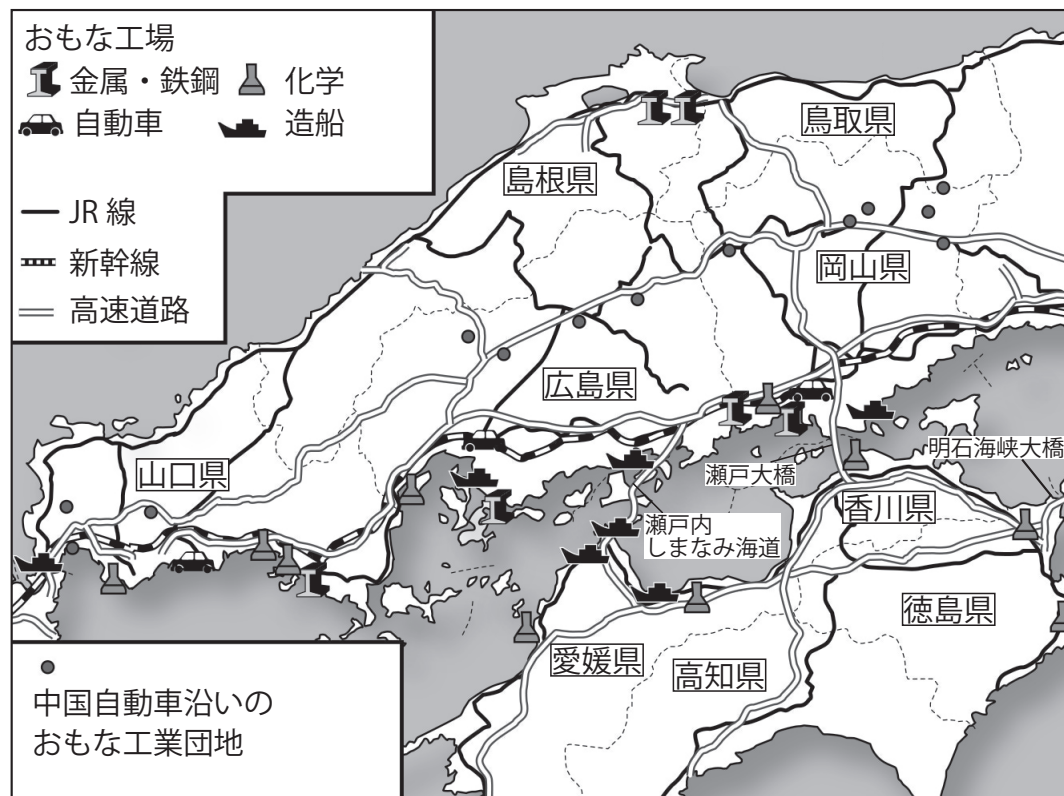 おもな工場
金属・鉄鋼 化学
自動車 造船
JR 線
新幹線
高速道路
鳥取県
島根県
岡山県
広島県
山口県
明石海峡大橋
瀬戸大橋
香川県
瀬戸内
しまなみ海道
徳島県
愛媛県
高知県
中国自動車沿いの
おもな工業団地